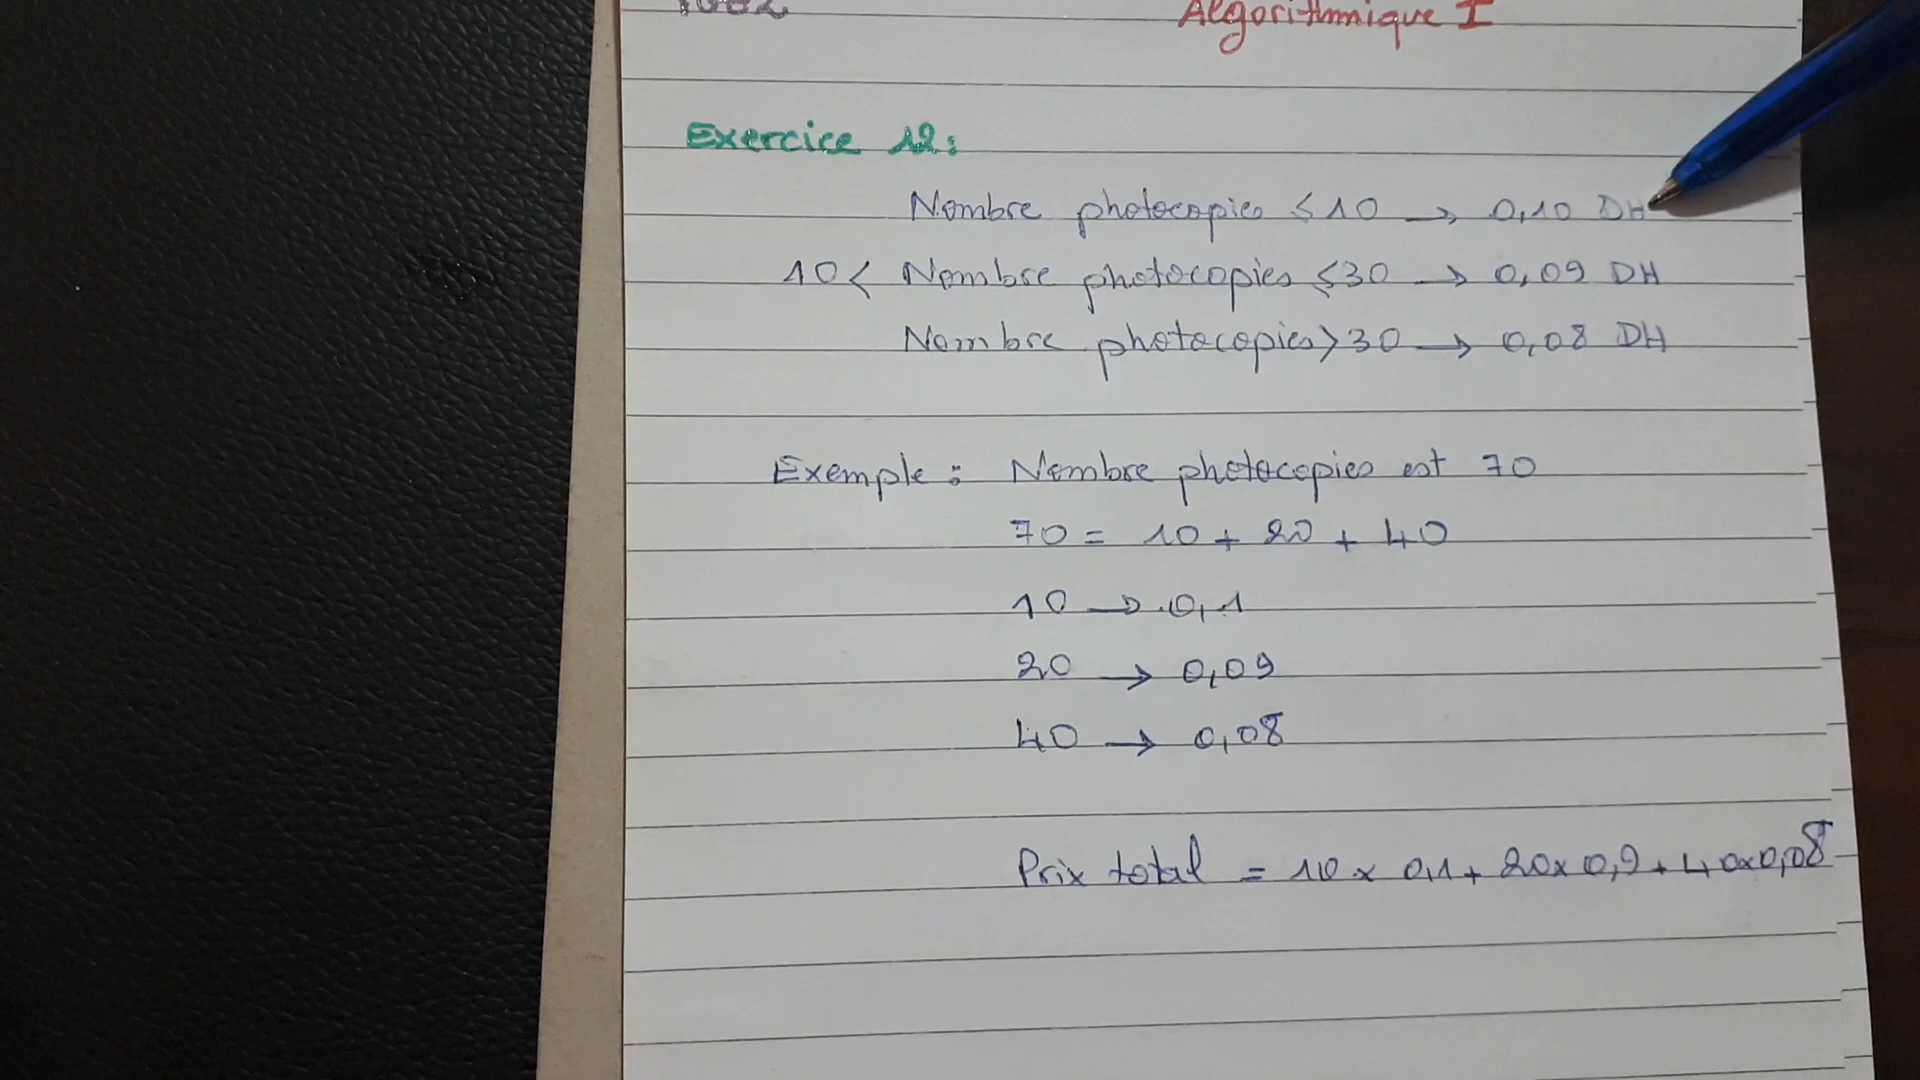 Algorithmique I
Exercice 12:
Nombre photocopies ≤ 10 → 0,10 DH
10 < Nombre photocopies ≤ 30 → 0,09 DH
Nombre photocopies > 30 → 0,08 DH
Exemple : Nombre photocopies est 70
70 = 10 + 20 + 40
10 → 0,1
20 → 0,09
40 → 0,08
Prix total = 10 x 0,1 + 20 x 0,9 + 40 x 0,08